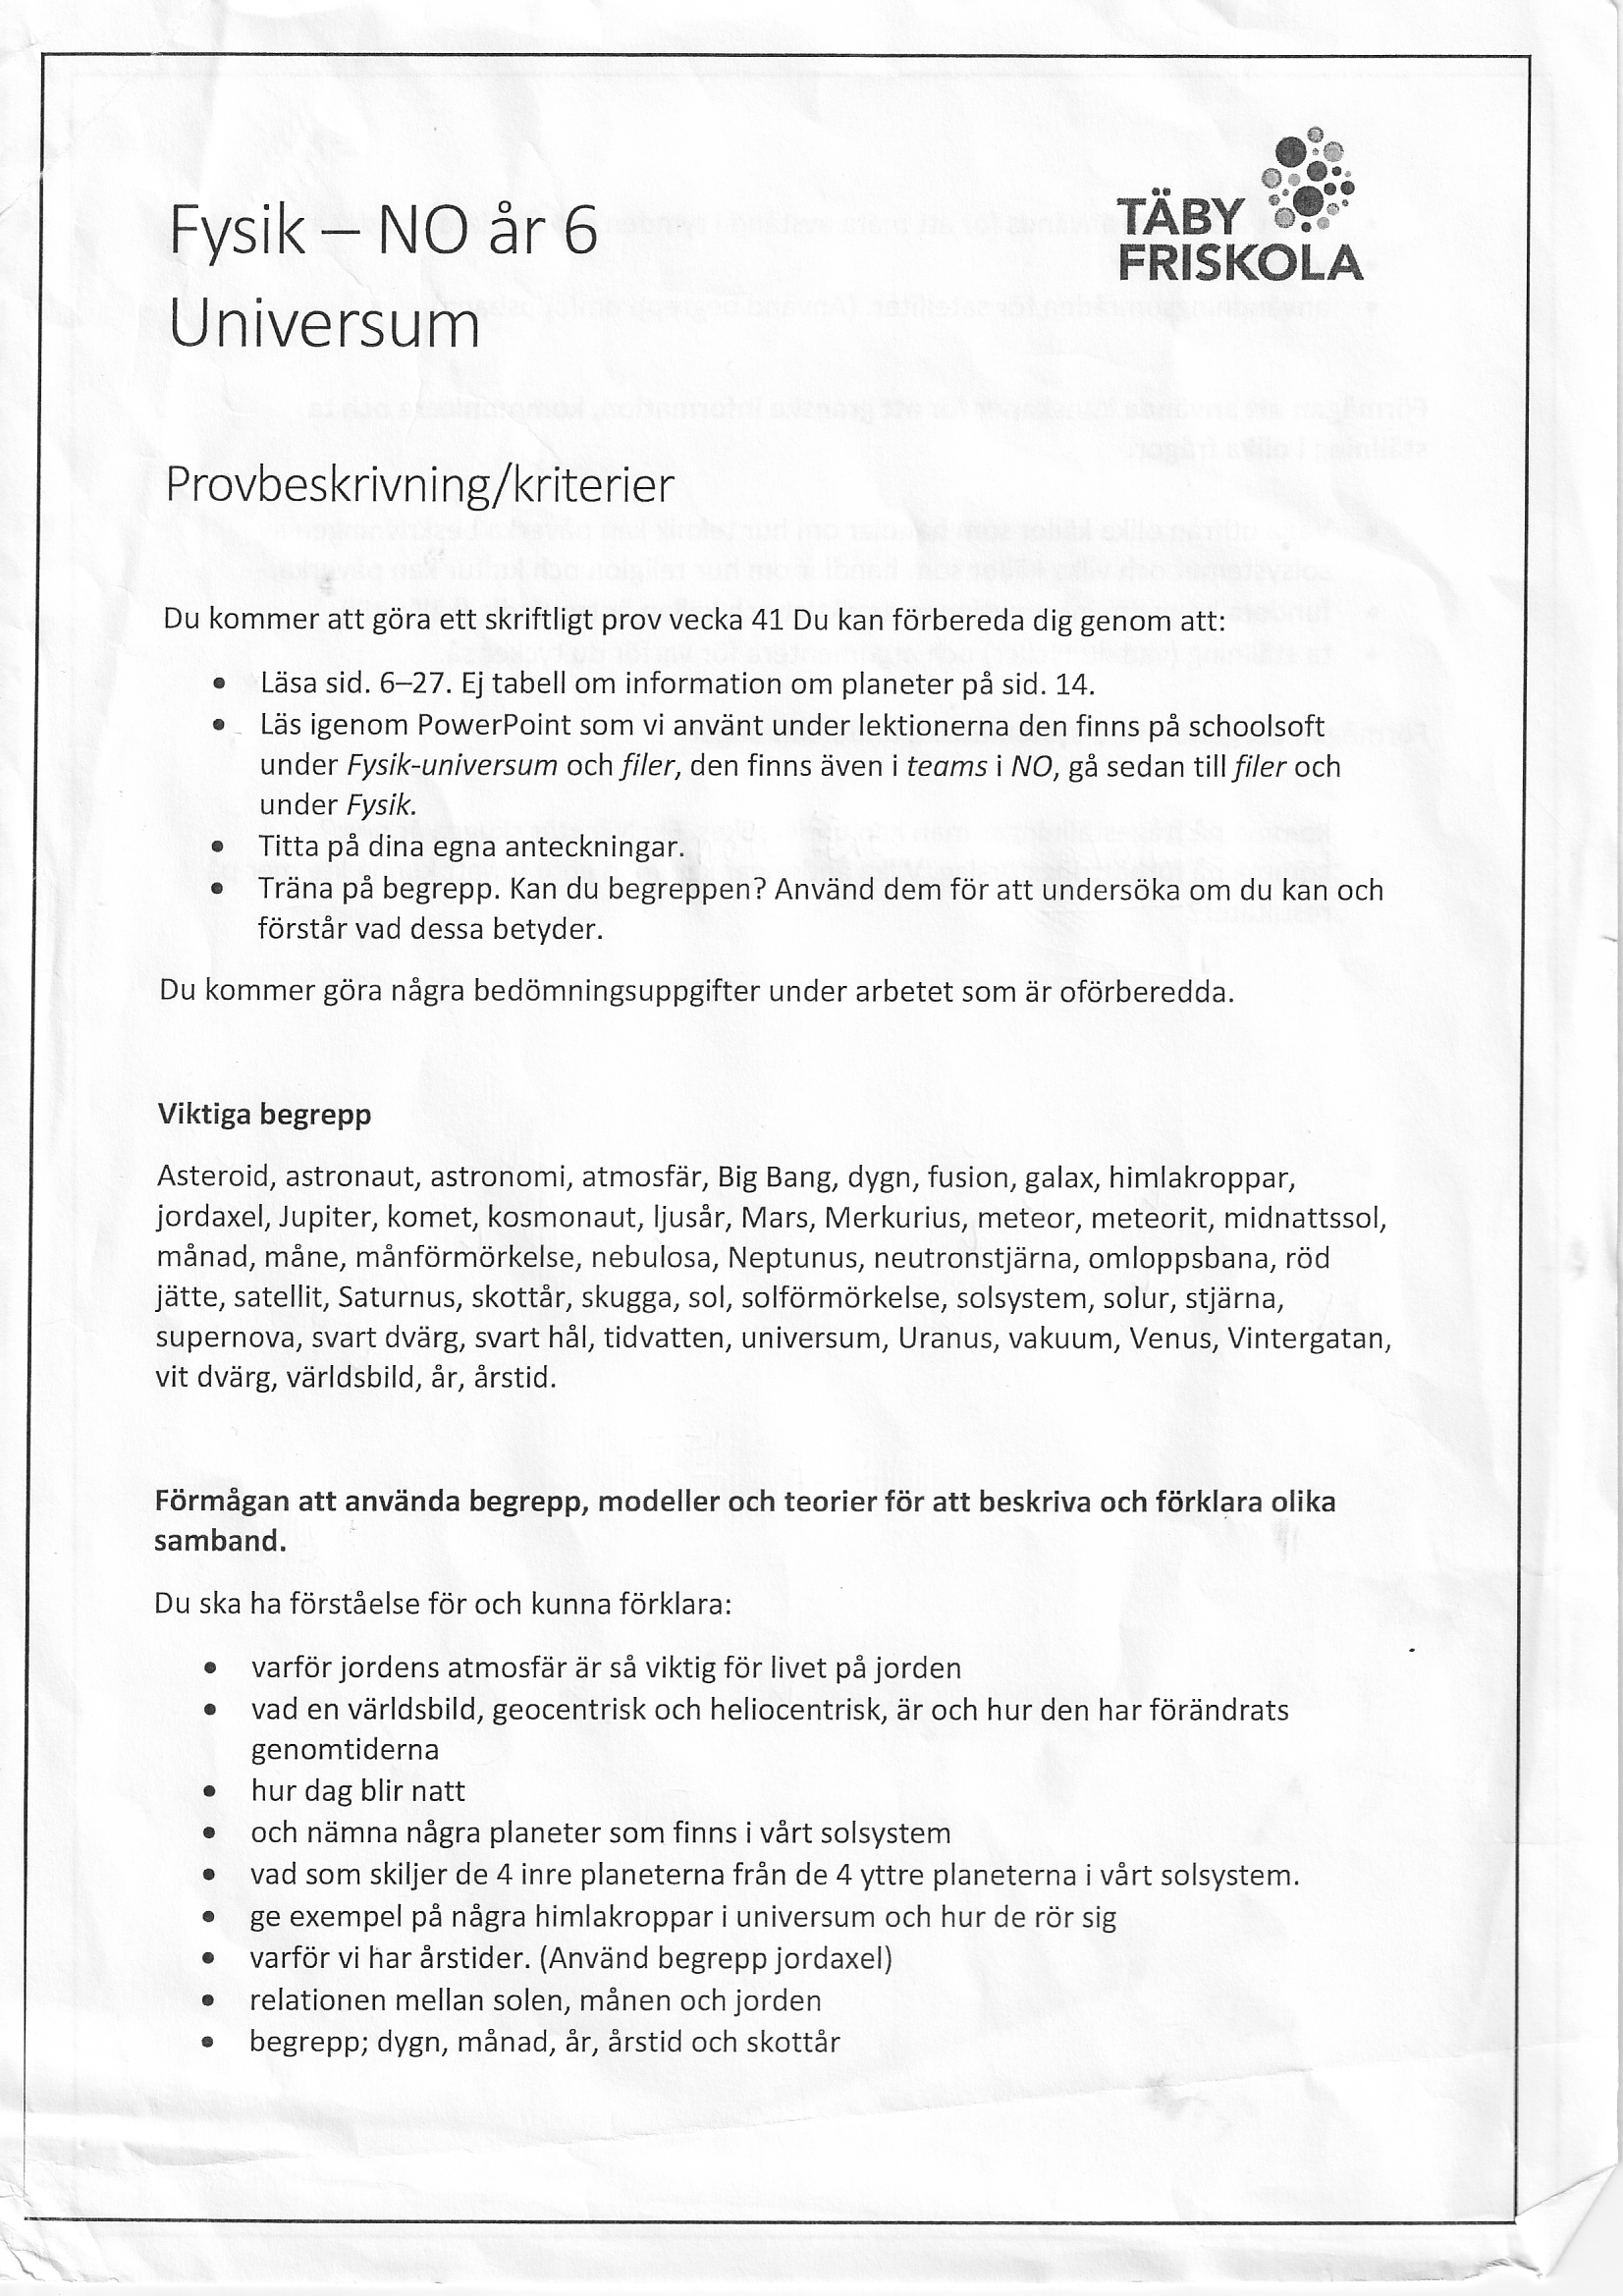 TÄBY
FRISKOLA
Fysik – NO år 6
Universum
Provbeskrivning/kriterier
Du kommer att göra ett skriftligt prov vecka 41 Du kan förbereda dig genom att:
• Läsa sid. 6–27. Ej tabell om information om planeter på sid. 14.
• Läs igenom PowerPoint som vi använt under lektionerna den finns på schoolsoft
under Fysik-universum och filer, den finns även i teams i NO, gå sedan till filer och
under Fysik.
• Titta på dina egna anteckningar.
• Träna på begrepp. Kan du begreppen? Använd dem för att undersöka om du kan och
förstår vad dessa betyder.
Du kommer göra några bedömningsuppgifter under arbetet som är oförberedda.
Viktiga begrepp
Asteroid, astronaut, astronomi, atmosfär, Big Bang, dygn, fusion, galax, himlakroppar,
jordaxel, Jupiter, komet, kosmonaut, ljusår, Mars, Merkurius, meteor, meteorit, midnattssol,
månad, måne, månförmörkelse, nebulosa, Neptunus, neutronstjärna, omloppsbana, röd
jätte, satellit, Saturnus, skottår, skugga, sol, solförmörkelse, solsystem, solur, stjärna,
supernova, svart dvärg, svart hål, tidvatten, universum, Uranus, vakuum, Venus, Vintergatan,
vit dvärg, världsbild, år, årstid.
Förmågan att använda begrepp, modeller och teorier för att beskriva och förklara olika
samband.
Du ska ha förståelse för och kunna förklara:
• varför jordens atmosfär är så viktig för livet på jorden
• vad en världsbild, geocentrisk och heliocentrisk, är och hur den har förändrats
genomtiderna
• hur dag blir natt
• och nämna några planeter som finns i vårt solsystem
• vad som skiljer de 4 inre planeterna från de 4 yttre planeterna i vårt solsystem.
• ge exempel på några himlakroppar i universum och hur de rör sig
• varför vi har årstider. (Använd begrepp jordaxel)
• relationen mellan solen, månen och jorden
• begrepp; dygn, månad, år, årstid och skottår